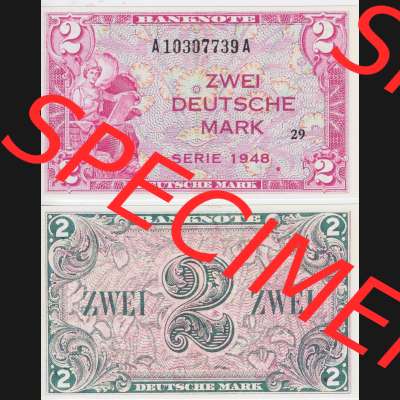 2 BANKNOTE 2
A10307739A
ZWEI
DEUTSCHE
MARK
29
SERIE 1948
2 DEUTSCHE MARK 2
SPECIMEN
SP
2 BANKNOTE 2
ZWEI 2 ZWEI
2 DEUTSCHE MARK 2